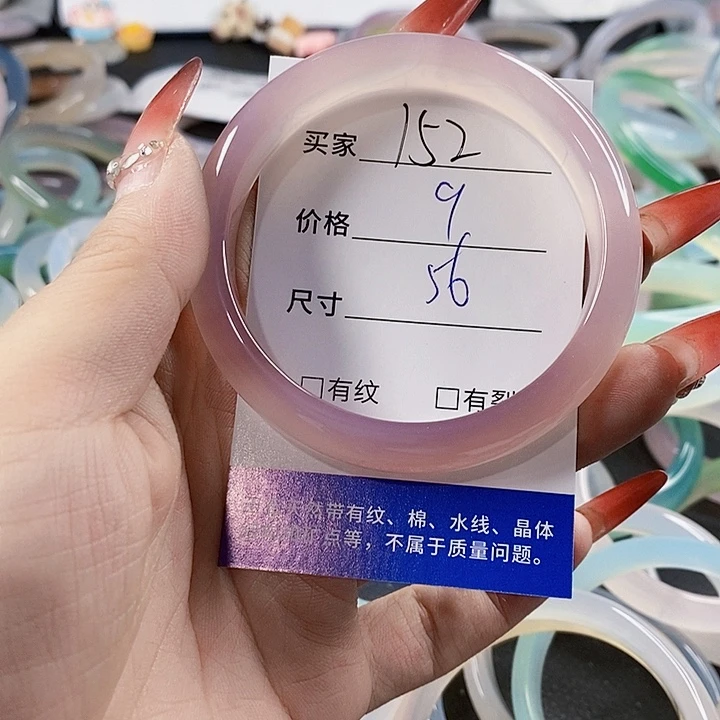 买家 152
价格 9
尺寸 56
□有纹 □有裂
带有纹、棉、水线、晶体
点等，不属于质量问题。